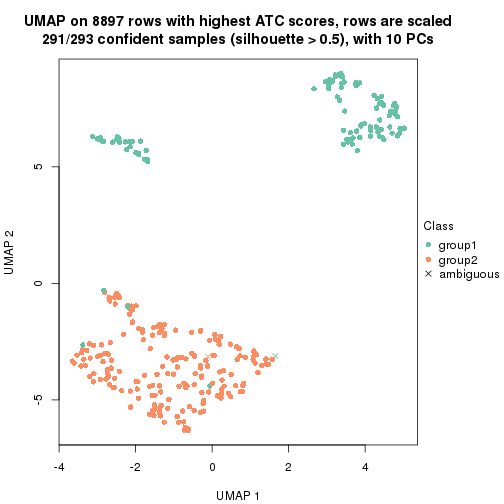 UMAP on 8897 rows with highest ATC scores, rows are scaled
291/293 confident samples (silhouette > 0.5), with 10 PCs
5
0
-5
UMAP 2
-4
-2
0
2
4
UMAP 1
Class
group1
group2
ambiguous